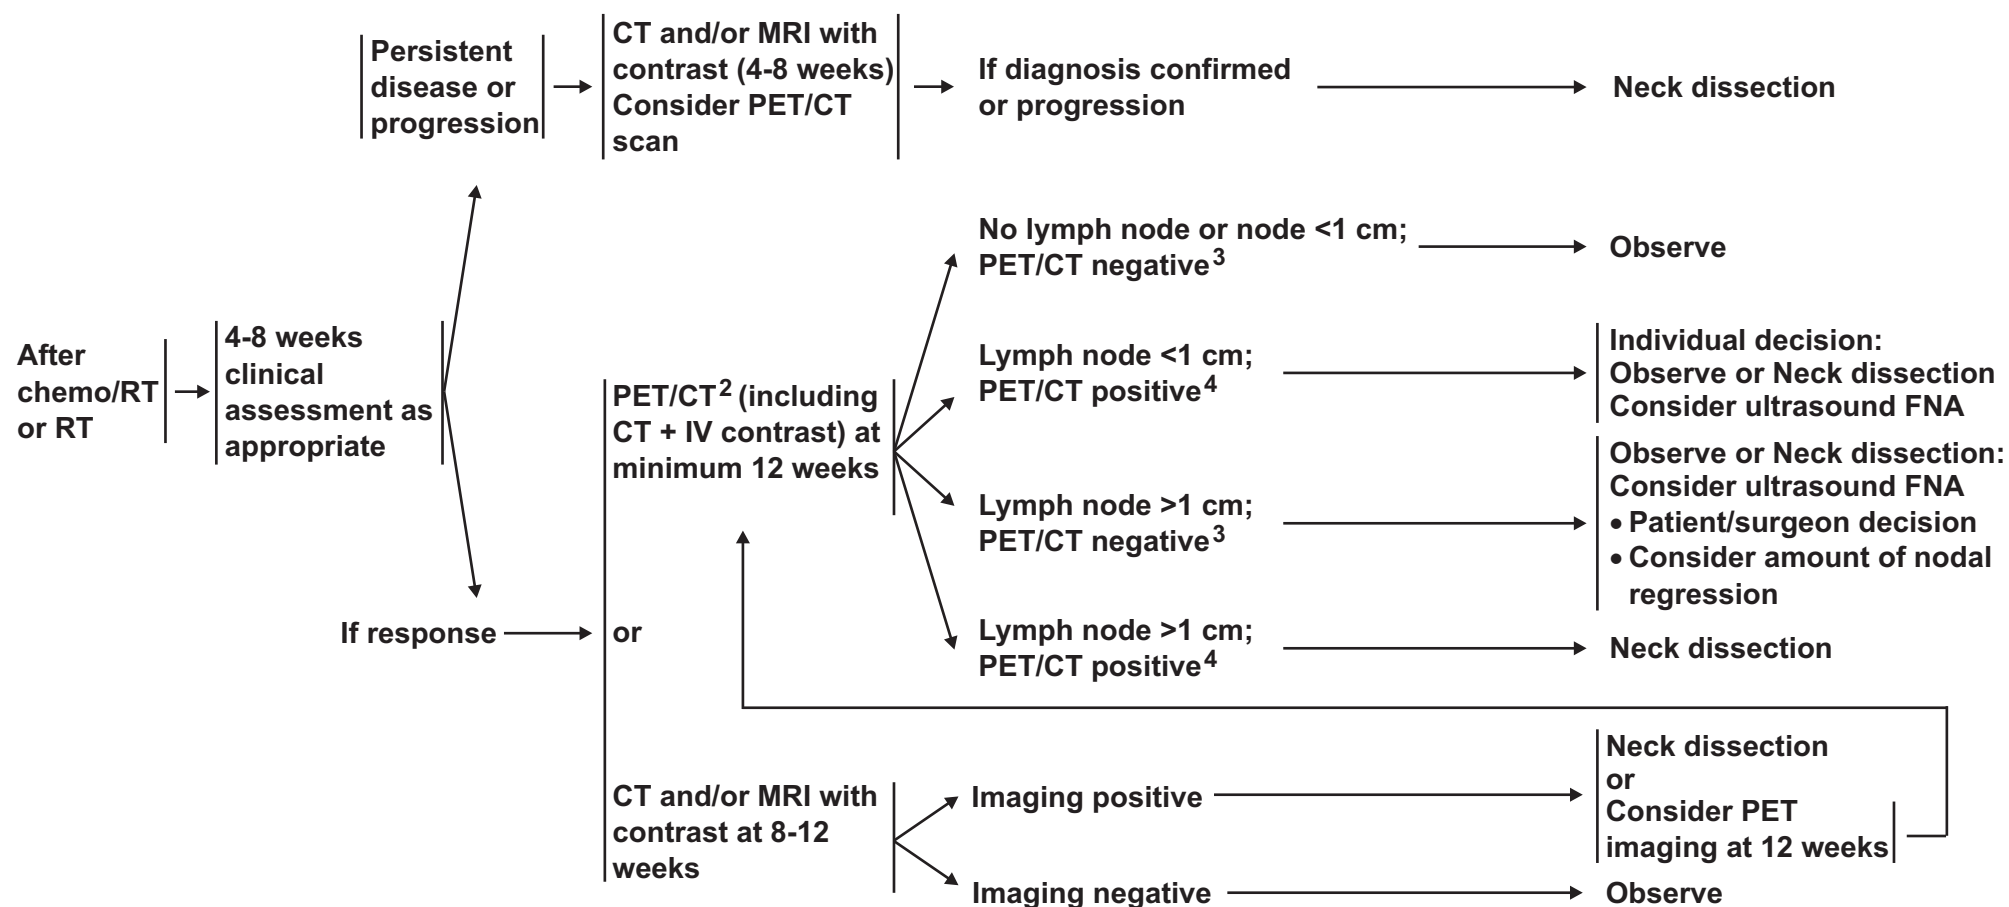 After
chemo/RT
or RT
4-8 weeks
clinical
assessment as
appropriate
Persistent
disease or
progression
CT and/or MRI with
contrast (4-8 weeks)
Consider PET/CT
scan
If diagnosis confirmed
or progression
Neck dissection
If response
PET/CT2 (including
CT + IV contrast) at
minimum 12 weeks
or
CT and/or MRI with
contrast at 8-12
weeks
No lymph node or node <1 cm;
PET/CT negative3
Observe
Lymph node <1 cm;
PET/CT positive4
Individual decision:
Observe or Neck dissection
Consider ultrasound FNA
Lymph node >1 cm;
PET/CT negative3
Observe or Neck dissection:
Consider ultrasound FNA
• Patient/surgeon decision
• Consider amount of nodal
regression
Lymph node >1 cm;
PET/CT positive4
Neck dissection
Imaging positive
Neck dissection
or
Consider PET
imaging at 12 weeks
Imaging negative
Observe